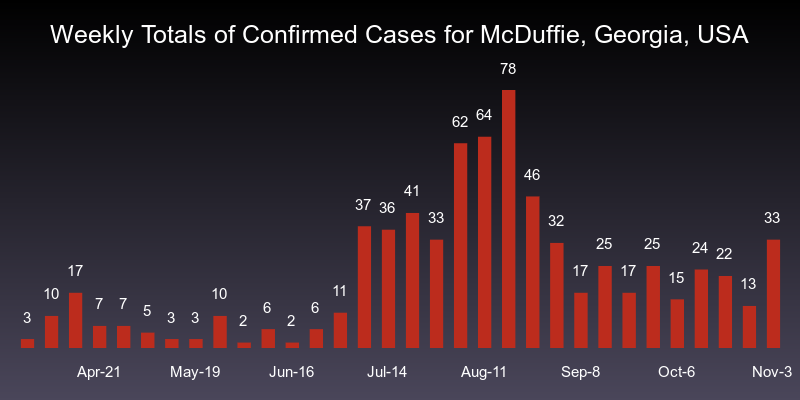 Weekly Totals of Confirmed Cases for McDuffie, Georgia, USA
3 10 17 7 7 5 3 3 10 2 6 2 6 11 37 36 41 33 62 64 78 46 32 17 25 17 25 15 24 22 13 33
Apr-21 May-19 Jun-16 Jul-14 Aug-11 Sep-8 Oct-6 Nov-3